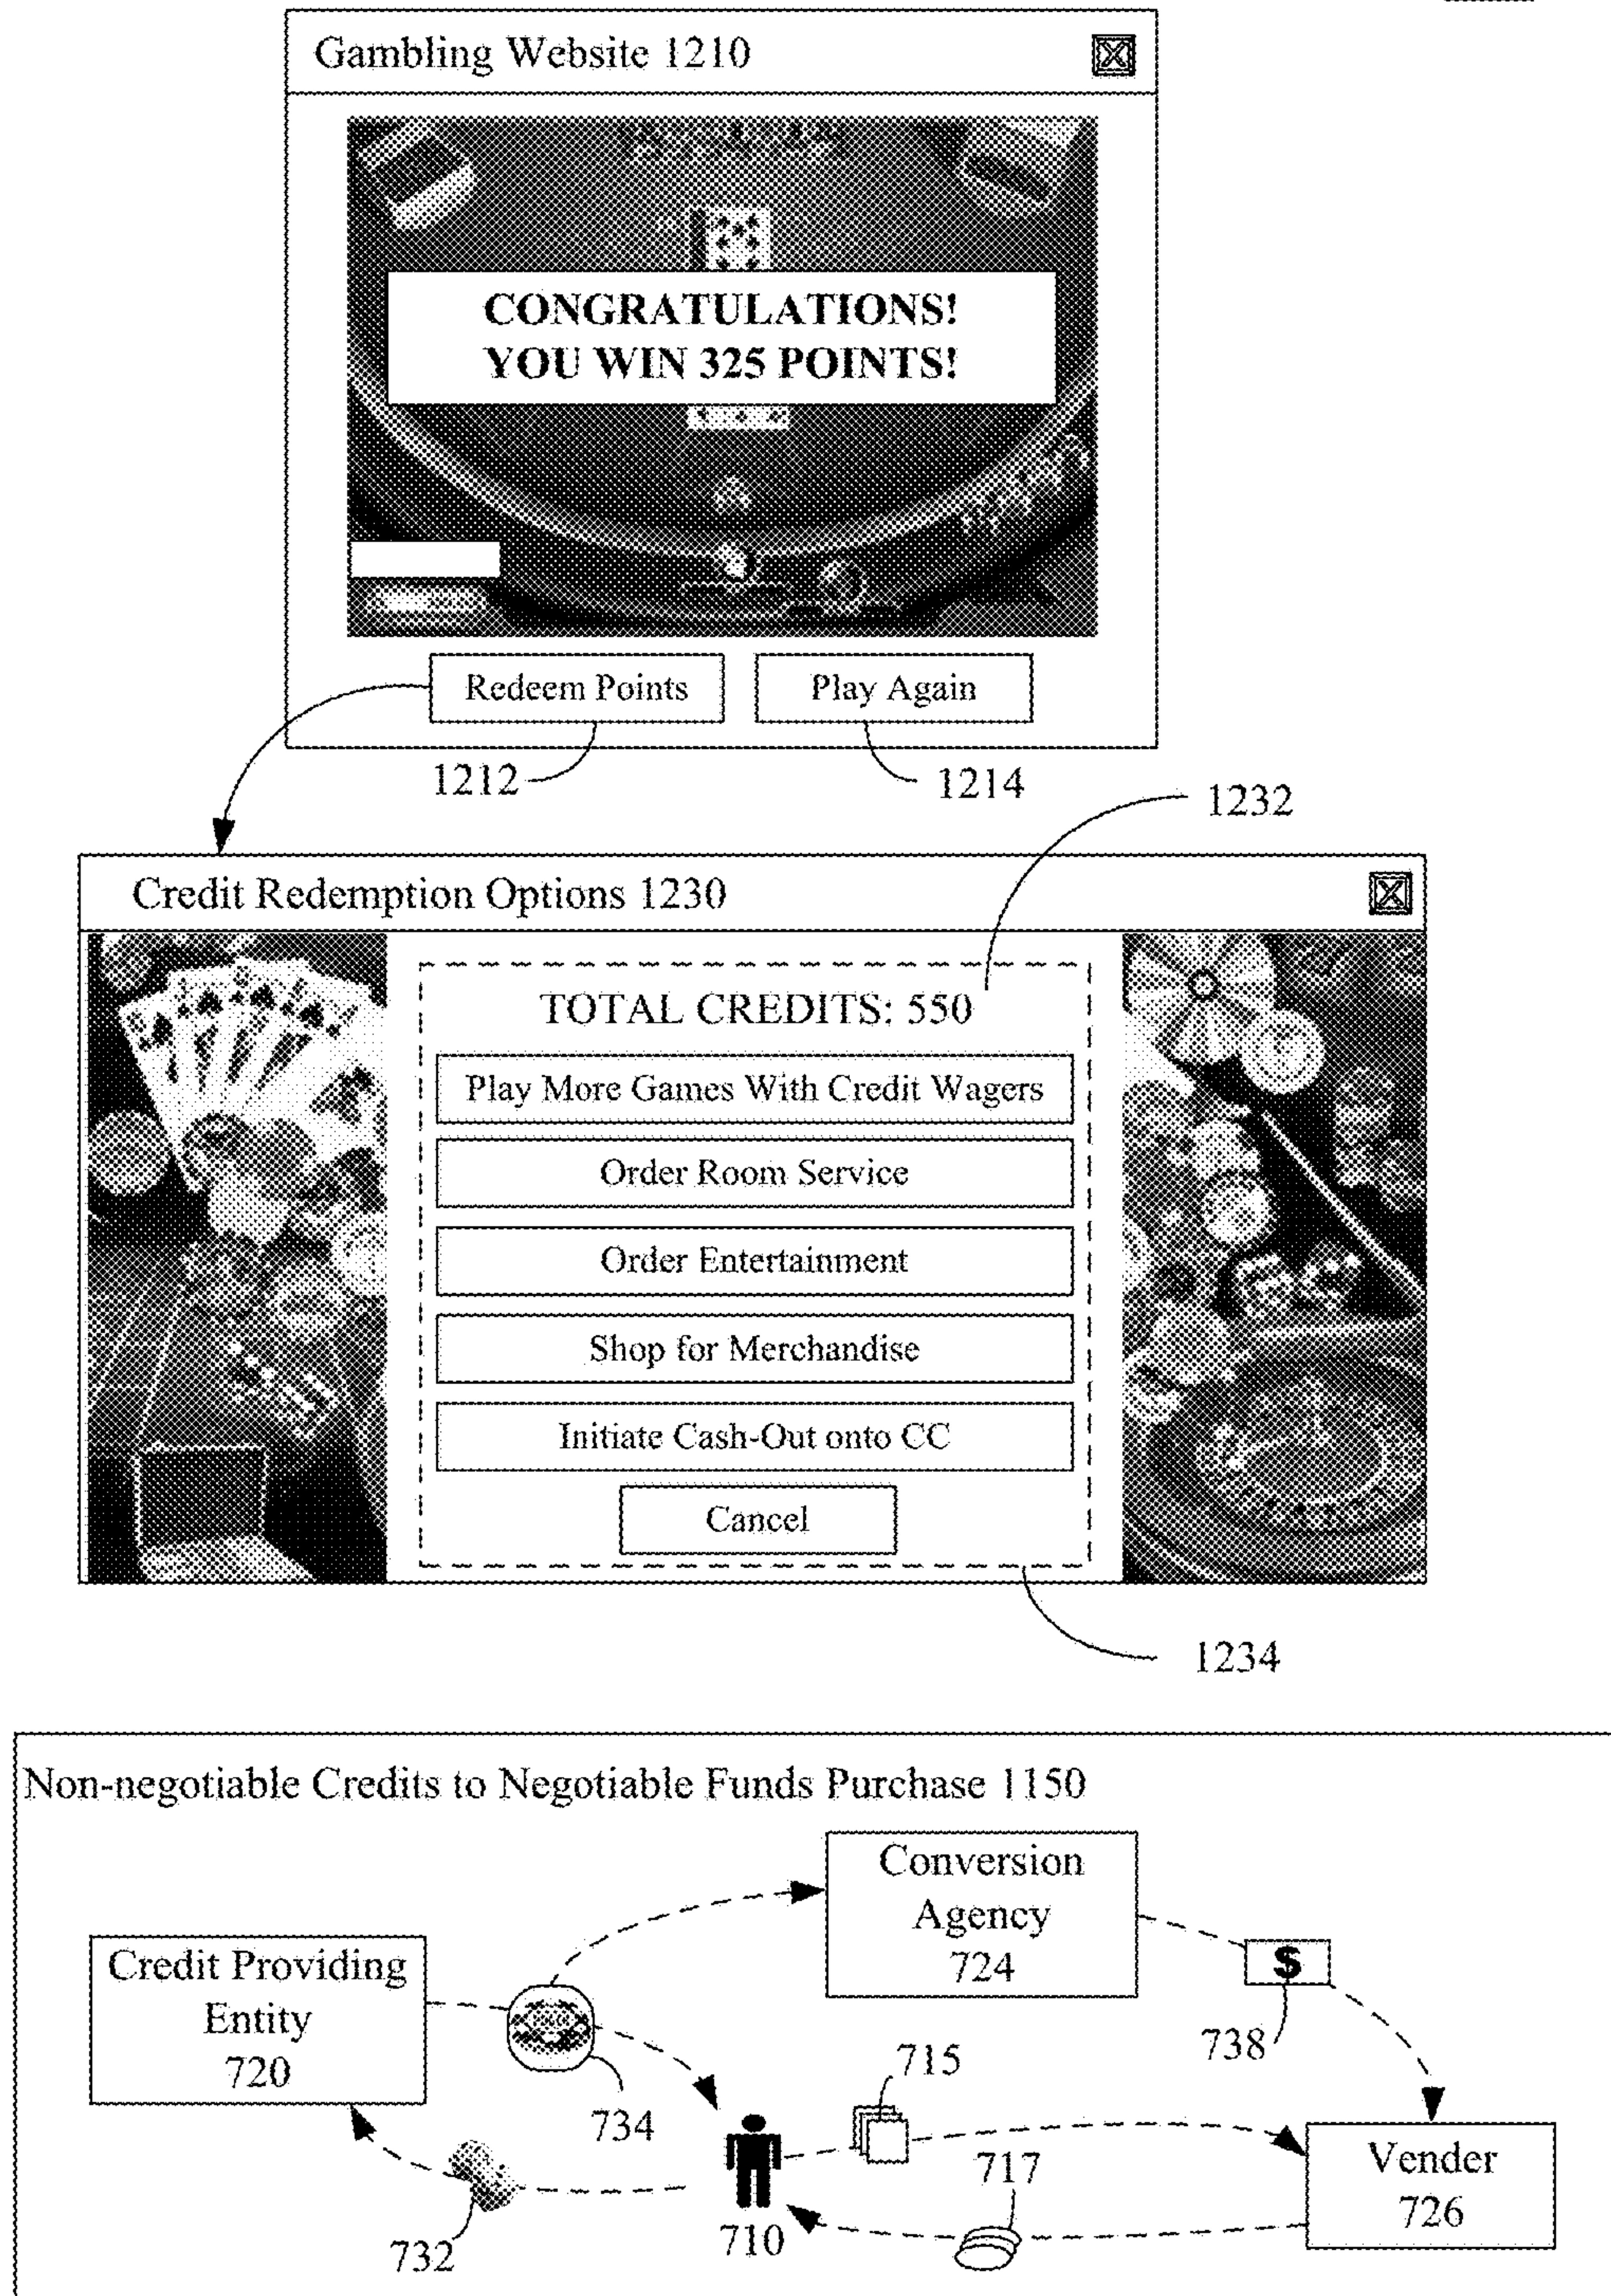 Gambling Website 1210
CONGRATULATIONS!
YOU WIN 325 POINTS!
Redeem Points
Play Again
1212
1214
1232
Credit Redemption Options 1230
TOTAL CREDITS: 550
Play More Games With Credit Wagers
Order Room Service
Order Entertainment
Shop for Merchandise
Initiate Cash-Out onto CC
Cancel
1234
Non-negotiable Credits to Negotiable Funds Purchase 1150
Conversion
Agency
724
Credit Providing
Entity
720
$
738
715
734
Vender
726
717
732
710